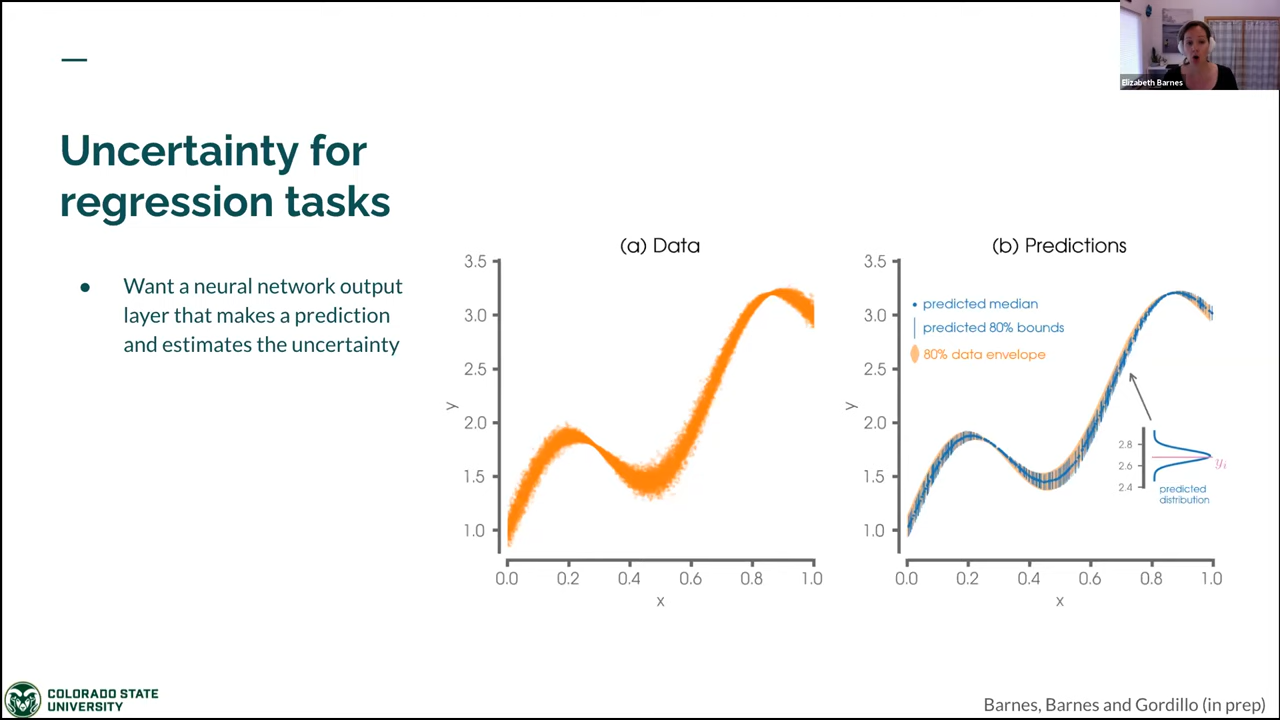 Elizabeth Barnes
Uncertainty for
regression tasks
● Want a neural network output
layer that makes a prediction
and estimates the uncertainty
(a) Data
3.5
3.0
2.5
2.0
1.5
1.0
y
0.0 0.2 0.4 0.6 0.8 1.0
x
(b) Predictions
3.5
3.0
2.5
2.0
1.5
1.0
y
predicted median
predicted 80% bounds
80% data envelope
2.8
2.6
2.4
yᵢ
predicted
distribution
0.0 0.2 0.4 0.6 0.8 1.0
x
COLORADO STATE
UNIVERSITY
Barnes, Barnes and Gordillo (in prep)